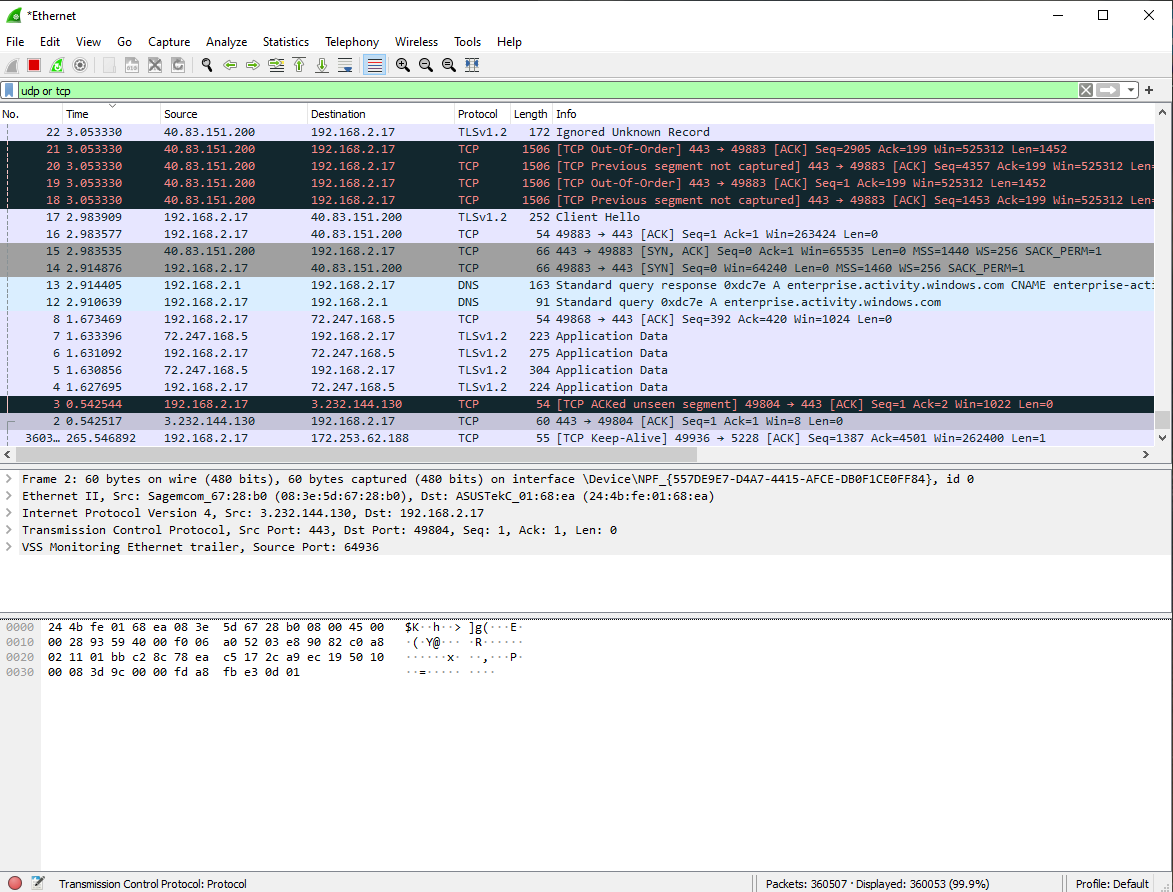 *Ethernet
File Edit View Go Capture Analyze Statistics Telephony Wireless Tools Help
udp or tcp
No. Time Source Destination Protocol Length Info
22 3.053330 40.83.151.200 192.168.2.17 TLSv1.2 172 Ignored Unknown Record
21 3.053330 40.83.151.200 192.168.2.17 TCP 1506 [TCP Out-Of-Order] 443 → 49883 [ACK] Seq=2905 Ack=199 Win=525312 Len=1452
20 3.053330 40.83.151.200 192.168.2.17 TCP 1506 [TCP Previous segment not captured] 443 → 49883 [ACK] Seq=4357 Ack=199 Win=525312 Len=
19 3.053330 40.83.151.200 192.168.2.17 TCP 1506 [TCP Out-Of-Order] 443 → 49883 [ACK] Seq=1 Ack=199 Win=525312 Len=1452
18 3.053330 40.83.151.200 192.168.2.17 TCP 1506 [TCP Previous segment not captured] 443 → 49883 [ACK] Seq=1453 Ack=199 Win=525312 Len=
17 2.983909 192.168.2.17 40.83.151.200 TLSv1.2 252 Client Hello
16 2.983577 192.168.2.17 40.83.151.200 TCP 54 49883 → 443 [ACK] Seq=1 Ack=1 Win=263424 Len=0
15 2.983535 40.83.151.200 192.168.2.17 TCP 66 443 → 49883 [SYN, ACK] Seq=0 Ack=1 Win=65535 Len=0 MSS=1440 WS=256 SACK_PERM=1
14 2.914876 192.168.2.17 40.83.151.200 TCP 66 49883 → 443 [SYN] Seq=0 Win=64240 Len=0 MSS=1460 WS=256 SACK_PERM=1
13 2.914405 192.168.2.1 192.168.2.17 DNS 163 Standard query response 0xdc7e A enterprise.activity.windows.com CNAME enterprise-acti
12 2.910639 192.168.2.17 192.168.2.1 DNS 91 Standard query 0xdc7e A enterprise.activity.windows.com
8 1.673469 192.168.2.17 72.247.168.5 TCP 54 49868 → 443 [ACK] Seq=392 Ack=420 Win=1024 Len=0
7 1.633396 72.247.168.5 192.168.2.17 TLSv1.2 223 Application Data
6 1.631092 192.168.2.17 72.247.168.5 TLSv1.2 275 Application Data
5 1.630856 72.247.168.5 192.168.2.17 TLSv1.2 304 Application Data
4 1.627695 192.168.2.17 72.247.168.5 TLSv1.2 224 Application Data
3 0.542544 192.168.2.17 3.232.144.130 TCP 54 [TCP ACKed unseen segment] 49804 → 443 [ACK] Seq=1 Ack=2 Win=1022 Len=0
2 0.542517 3.232.144.130 192.168.2.17 TCP 60 443 → 49804 [ACK] Seq=1 Ack=1 Win=8 Len=0
3603… 265.546892 192.168.2.17 172.253.62.188 TCP 55 [TCP Keep-Alive] 49936 → 5228 [ACK] Seq=1387 Ack=4501 Win=262400 Len=1
Frame 2: 60 bytes on wire (480 bits), 60 bytes captured (480 bits) on interface \Device\NPF_{557DE9E7-D4A7-4415-AFCE-DB0F1CE0FF84}, id 0
Ethernet II, Src: Sagemcom_67:28:b0 (08:3e:5d:67:28:b0), Dst: ASUSTekC_01:68:ea (24:4b:fe:01:68:ea)
Internet Protocol Version 4, Src: 3.232.144.130, Dst: 192.168.2.17
Transmission Control Protocol, Src Port: 443, Dst Port: 49804, Seq: 1, Ack: 1, Len: 0
VSS Monitoring Ethernet trailer, Source Port: 64936
0000 24 4b fe 01 68 ea 08 3e 5d 67 28 b0 08 00 45 00 $K··h··> ]g(···E·
0010 00 28 93 59 40 00 f0 06 a0 52 03 e8 90 82 c0 a8 ·(·Y@··· ·R······
0020 02 11 01 bb c2 8c 78 ea c5 17 2c a9 ec 19 50 10 ······x· ··,···P·
0030 00 08 3d 9c 00 00 fd a8 fb e3 0d 01 ··=····· ····
Transmission Control Protocol: Protocol
Packets: 360507 · Displayed: 360053 (99.9%)
Profile: Default